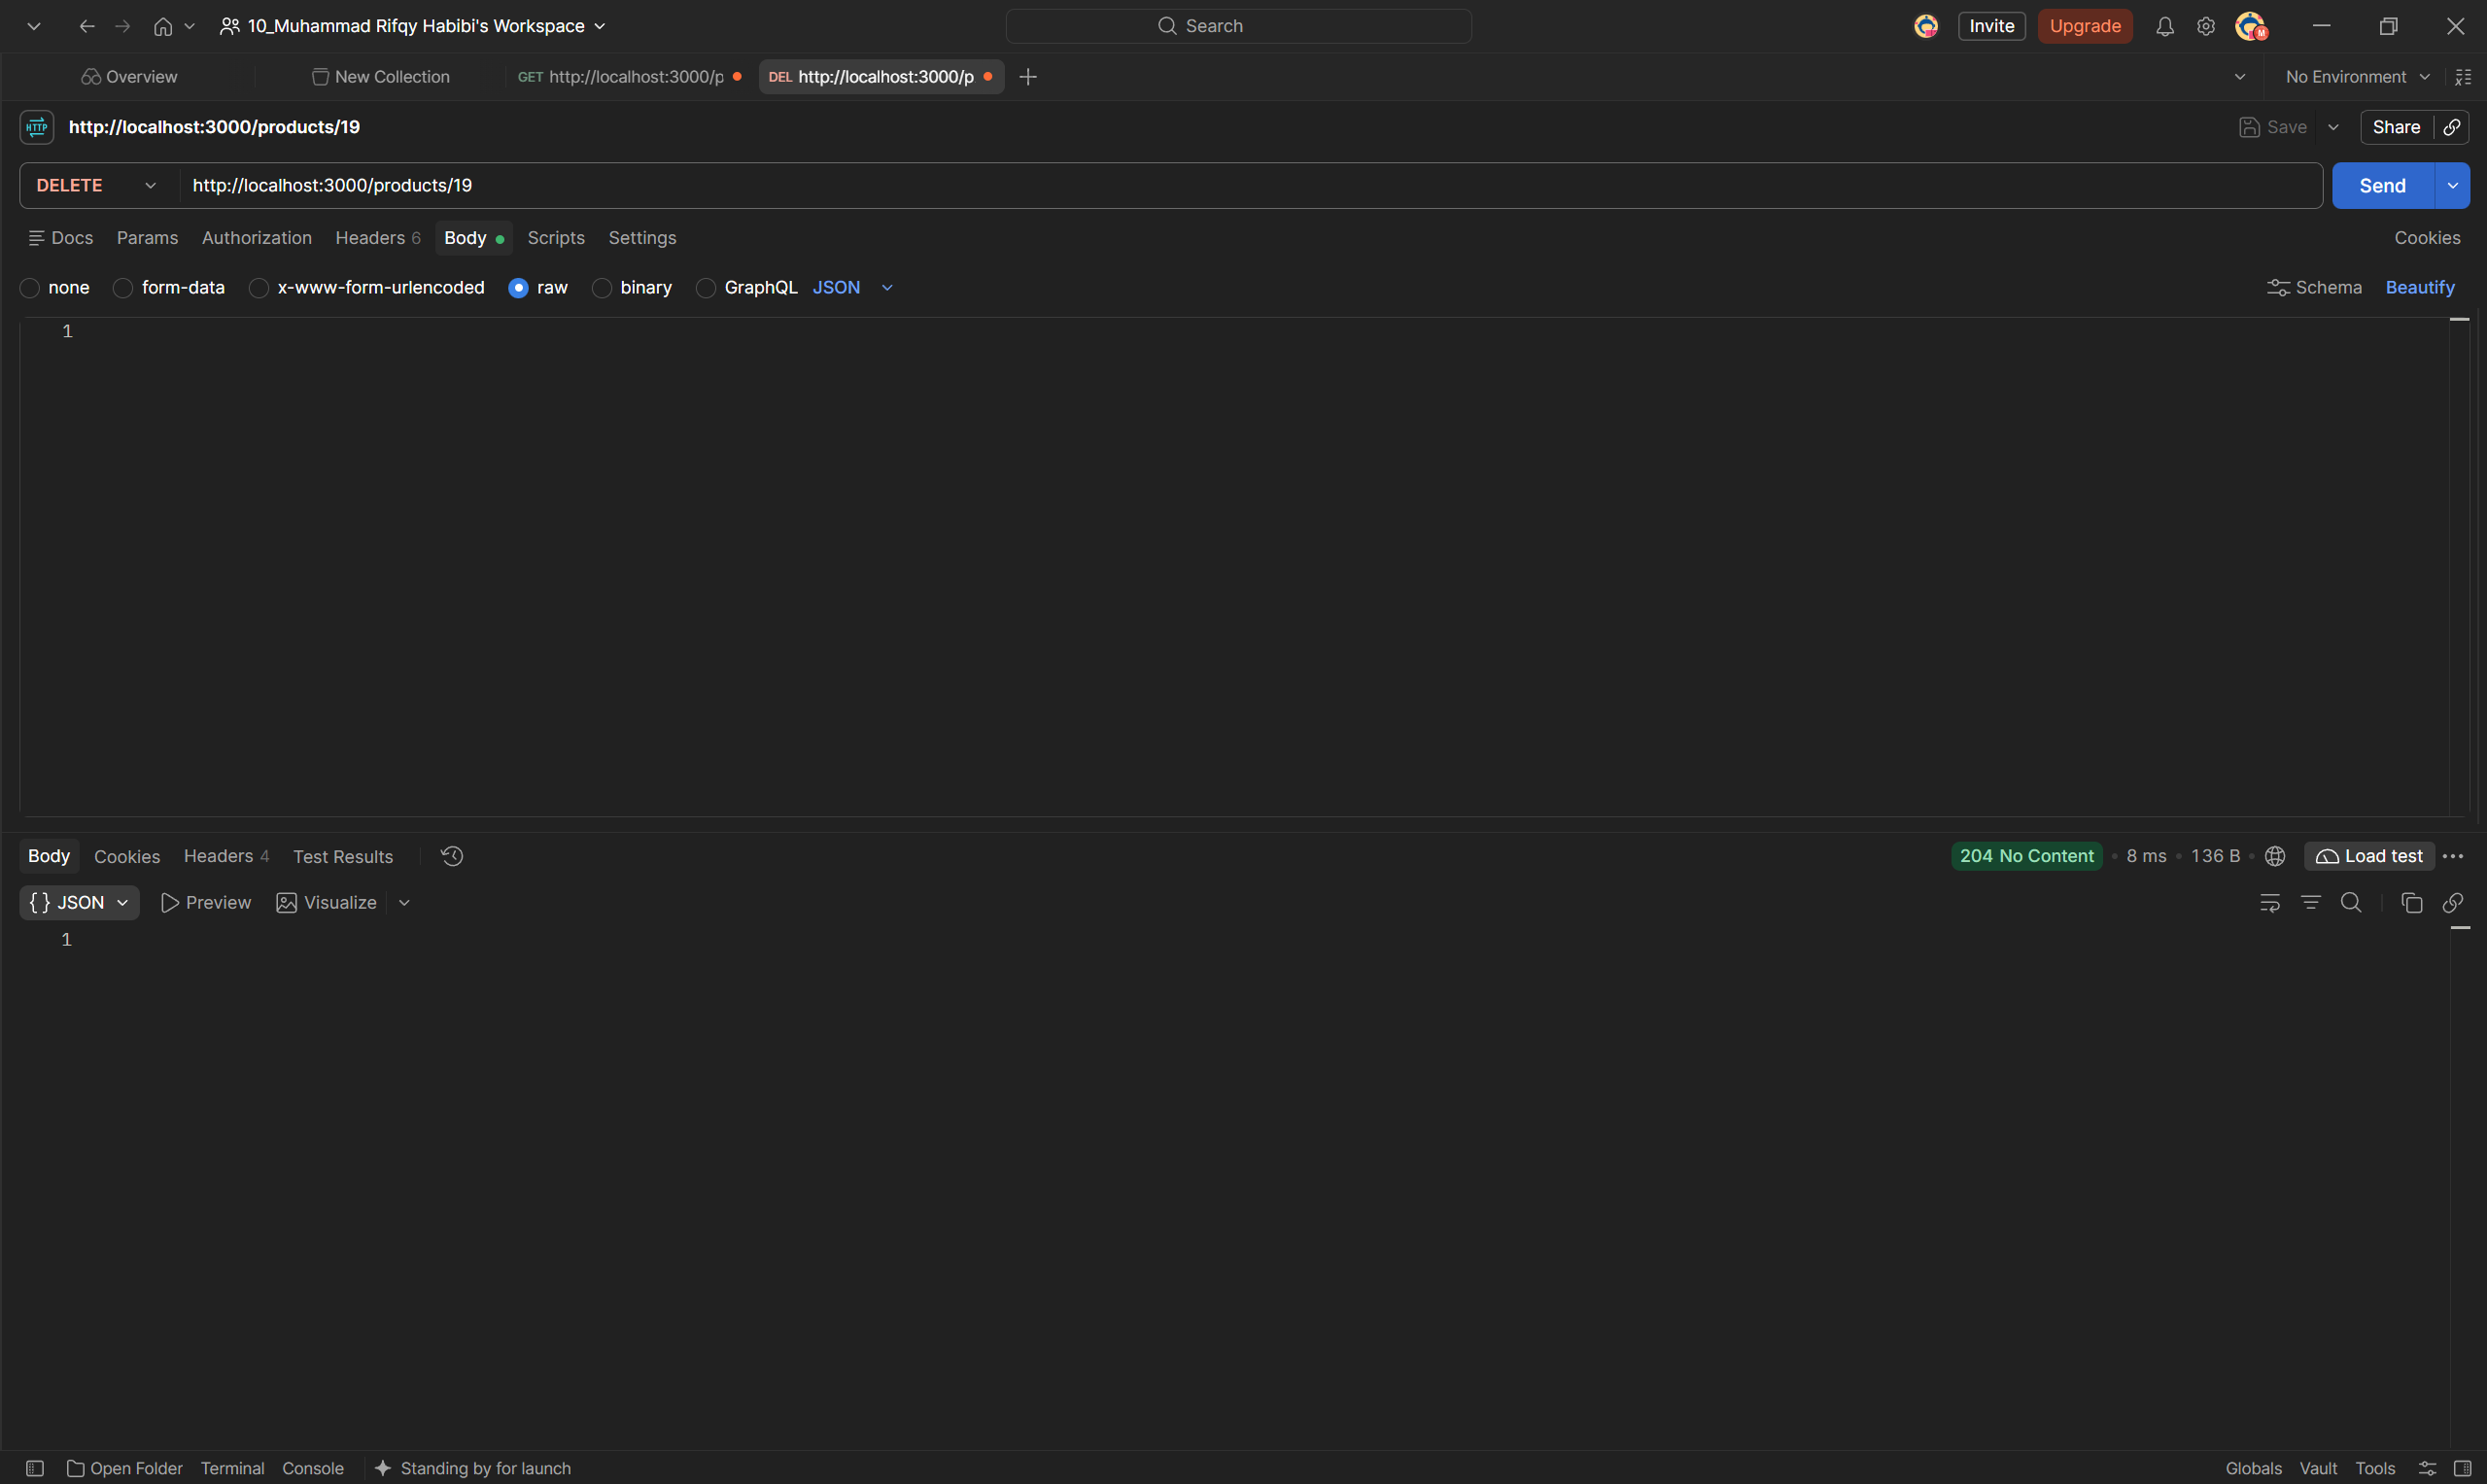 10_Muhammad Rifqy Habibi's Workspace Search Invite Upgrade M
Overview New Collection GET http://localhost:3000/p DEL http://localhost:3000/p No Environment
HTTP http://localhost:3000/products/19 Save Share
DELETE http://localhost:3000/products/19 Send
Docs Params Authorization Headers 6 Body Scripts Settings Cookies
none form-data x-www-form-urlencoded raw binary GraphQL JSON Schema Beautify
1
Body Cookies Headers 4 Test Results 204 No Content • 8 ms • 136 B • Load test
{} JSON Preview Visualize
1
Open Folder Terminal Console Standing by for launch Globals Vault Tools